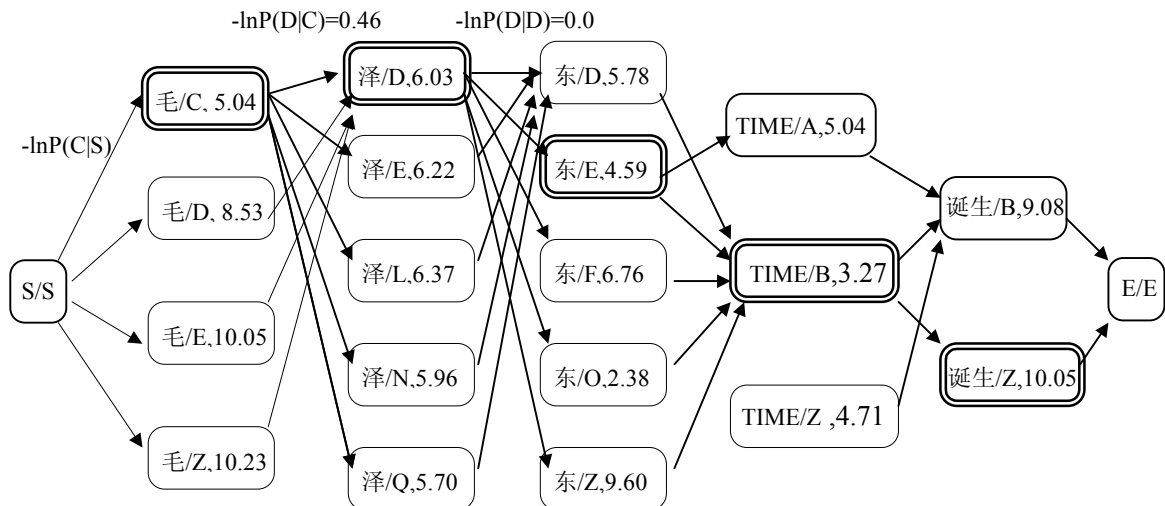 -lnP(D|C)=0.46
-lnP(D|D)=0.0
-lnP(C|S)
S/S
毛/C, 5.04
毛/D, 8.53
毛/E,10.05
毛/Z,10.23
泽/D,6.03
泽/E,6.22
泽/L,6.37
泽/N,5.96
泽/Q,5.70
东/D,5.78
东/E,4.59
东/F,6.76
东/O,2.38
东/Z,9.60
TIME/A,5.04
TIME/B,3.27
TIME/Z ,4.71
诞生/B,9.08
诞生/Z,10.05
E/E